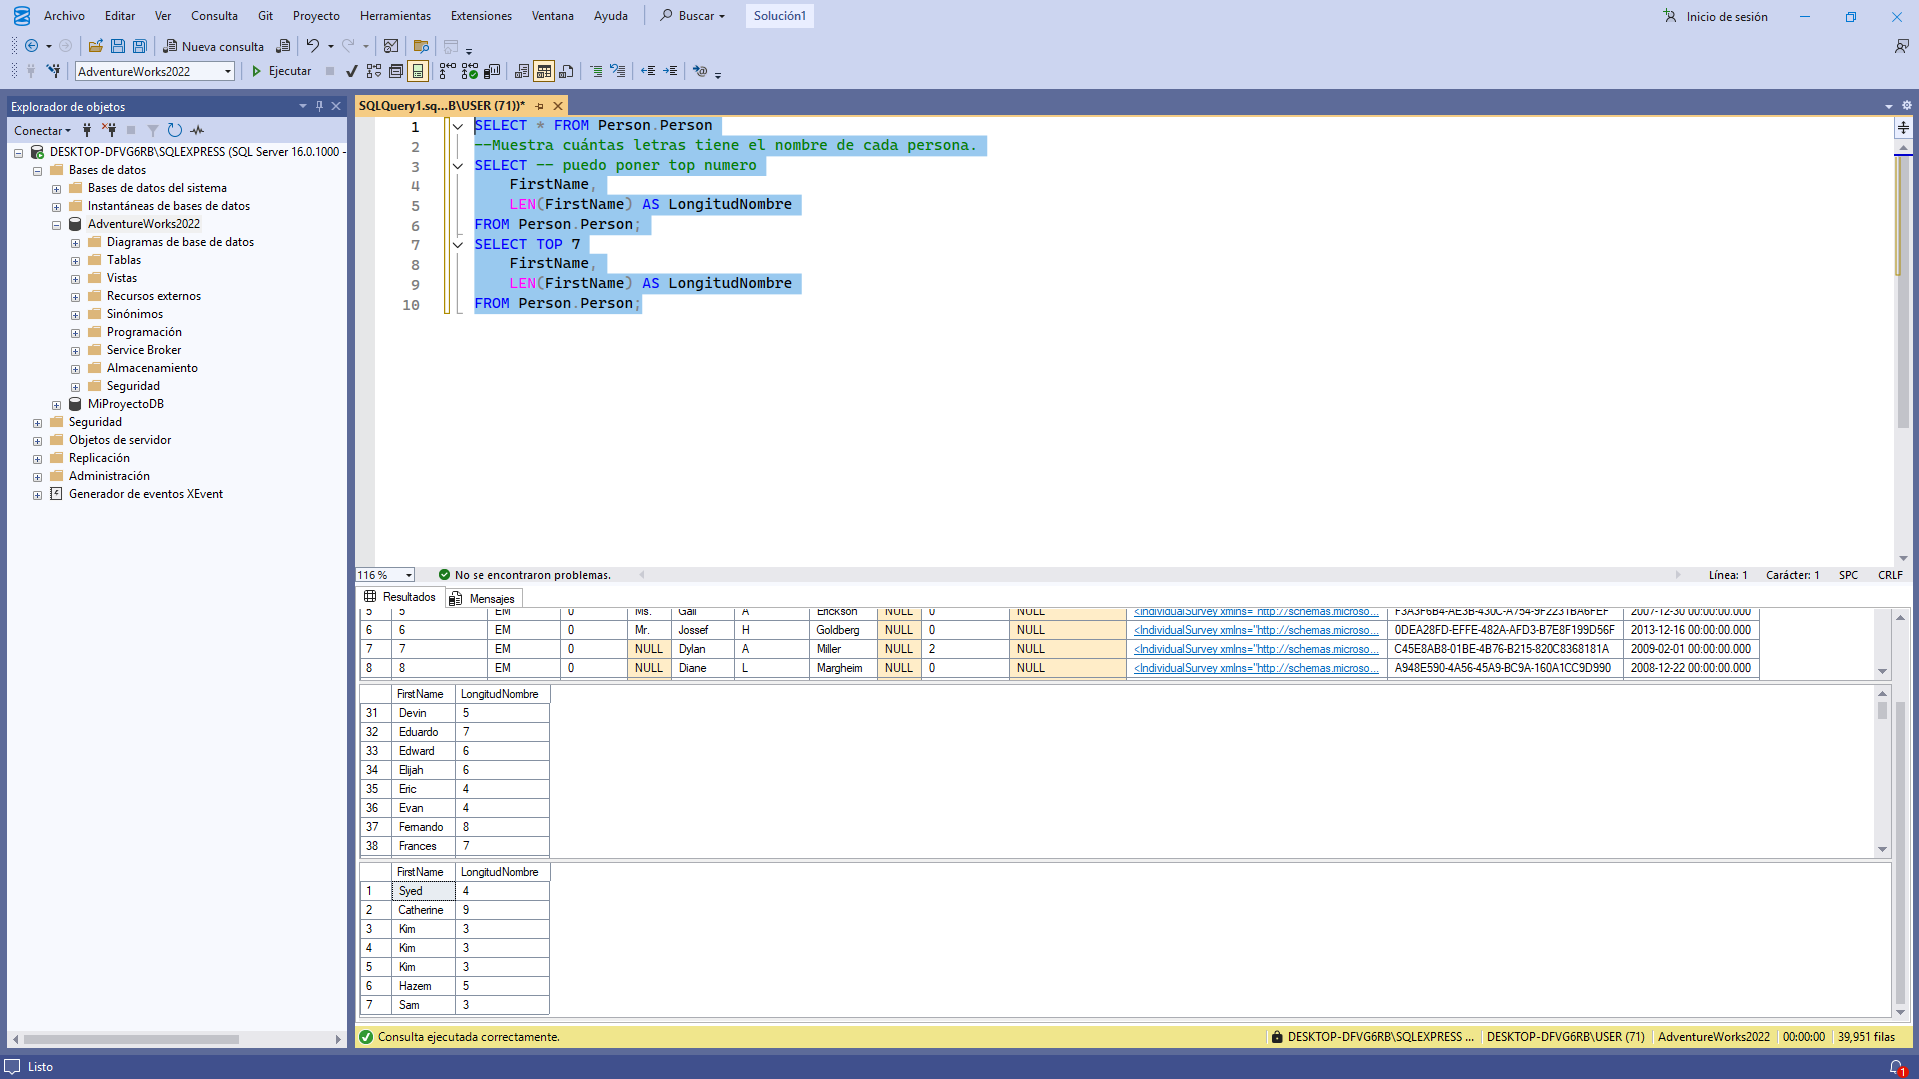 Archivo Editar Ver Consulta Git Proyecto Herramientas Extensiones Ventana Ayuda Buscar Solución1 Inicio de sesión
Nueva consulta
AdventureWorks2022 Ejecutar
Explorador de objetos
Conectar
DESKTOP-DFVG6RB\SQLEXPRESS (SQL Server 16.0.1000 -
Bases de datos
Bases de datos del sistema
Instantáneas de bases de datos
AdventureWorks2022
Diagramas de base de datos
Tablas
Vistas
Recursos externos
Sinónimos
Programación
Service Broker
Almacenamiento
Seguridad
MiProyectoDB
Seguridad
Objetos de servidor
Replicación
Administración
Generador de eventos XEvent
SQLQuery1.sq...B\USER (71))*
1 SELECT * FROM Person.Person
2 --Muestra cuántas letras tiene el nombre de cada persona.
3 SELECT -- puedo poner top numero
4 FirstName,
5 LEN(FirstName) AS LongitudNombre
6 FROM Person.Person;
7 SELECT TOP 7
8 FirstName,
9 LEN(FirstName) AS LongitudNombre
10 FROM Person.Person;
116 % No se encontraron problemas. Línea: 1 Carácter: 1 SPC CRLF
Resultados Mensajes
5 5 EM 0 Ms. Gail A Erickson NULL 0 NULL <IndividualSurvey xmlns="http://schemas.microso... F3A3F6B4-AE3B-430C-A754-9F2231BA6FEF 2007-12-30 00:00:00.000
6 6 EM 0 Mr. Jossef H Goldberg NULL 0 NULL <IndividualSurvey xmlns="http://schemas.microso... 0DEA28FD-EFFE-482A-AFD3-B7E8F199D56F 2013-12-16 00:00:00.000
7 7 EM 0 NULL Dylan A Miller NULL 2 NULL <IndividualSurvey xmlns="http://schemas.microso... C45E8AB8-01BE-4B76-B215-820C8368181A 2009-02-01 00:00:00.000
8 8 EM 0 NULL Diane L Margheim NULL 0 NULL <IndividualSurvey xmlns="http://schemas.microso... A948E590-4A56-45A9-BC9A-160A1CC9D990 2008-12-22 00:00:00.000
FirstName LongitudNombre
31 Devin 5
32 Eduardo 7
33 Edward 6
34 Elijah 6
35 Eric 4
36 Evan 4
37 Fernando 8
38 Frances 7
FirstName LongitudNombre
1 Syed 4
2 Catherine 9
3 Kim 3
4 Kim 3
5 Kim 3
6 Hazem 5
7 Sam 3
Consulta ejecutada correctamente. DESKTOP-DFVG6RB\SQLEXPRESS ... DESKTOP-DFVG6RB\USER (71) AdventureWorks2022 00:00:00 39,951 filas
Listo 1